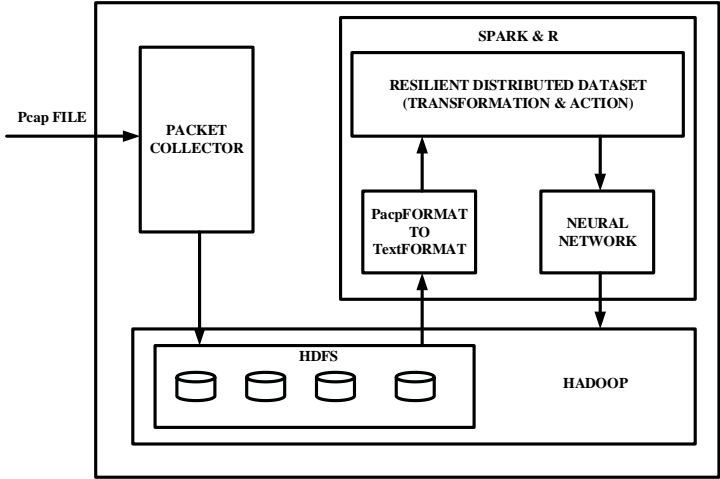 SPARK & R
RESILIENT DISTRIBUTED DATASET
(TRANSFORMATION & ACTION)
Pcap FILE
PACKET
COLLECTOR
PacpFORMAT
TO
TextFORMAT
NEURAL
NETWORK
HDFS
HADOOP